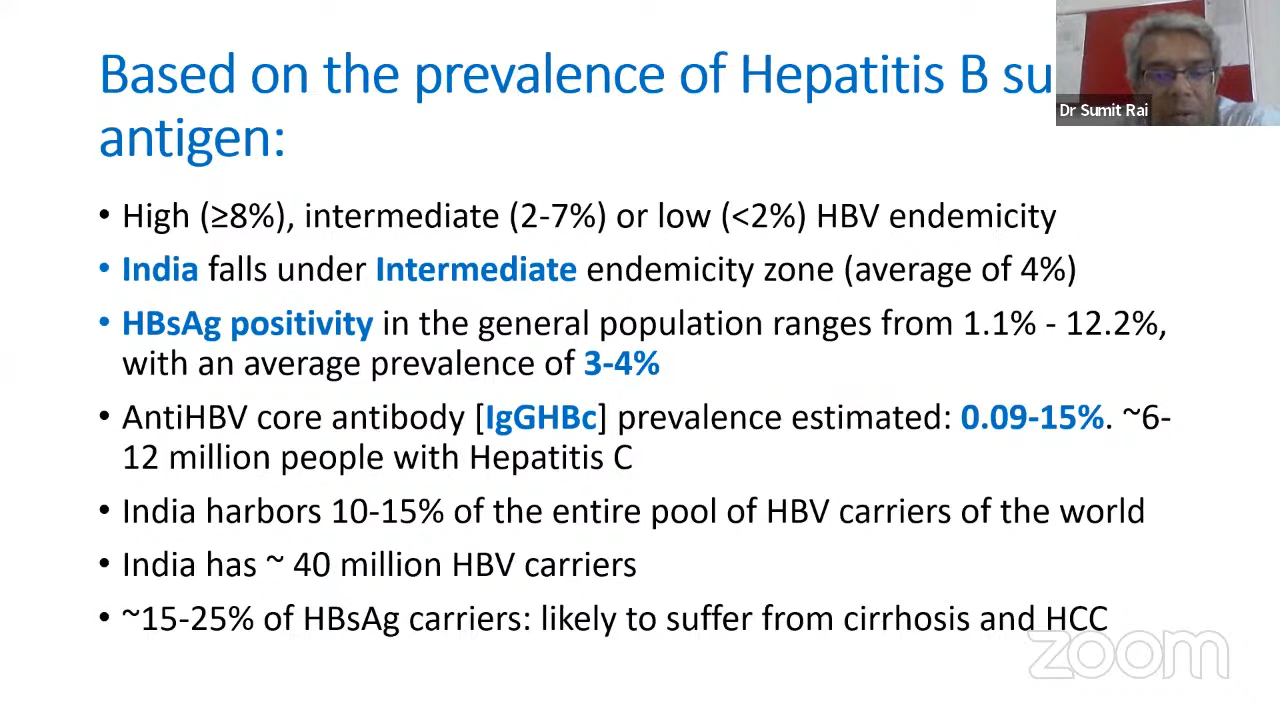 Based on the prevalence of Hepatitis B su
antigen:
Dr Sumit Rai
• High (≥8%), intermediate (2-7%) or low (<2%) HBV endemicity
• India falls under Intermediate endemicity zone (average of 4%)
• HBsAg positivity in the general population ranges from 1.1% - 12.2%,
with an average prevalence of 3-4%
• AntiHBV core antibody [IgGHBc] prevalence estimated: 0.09-15%. ~6-
12 million people with Hepatitis C
• India harbors 10-15% of the entire pool of HBV carriers of the world
• India has ~ 40 million HBV carriers
• ~15-25% of HBsAg carriers: likely to suffer from cirrhosis and HCC
zoom